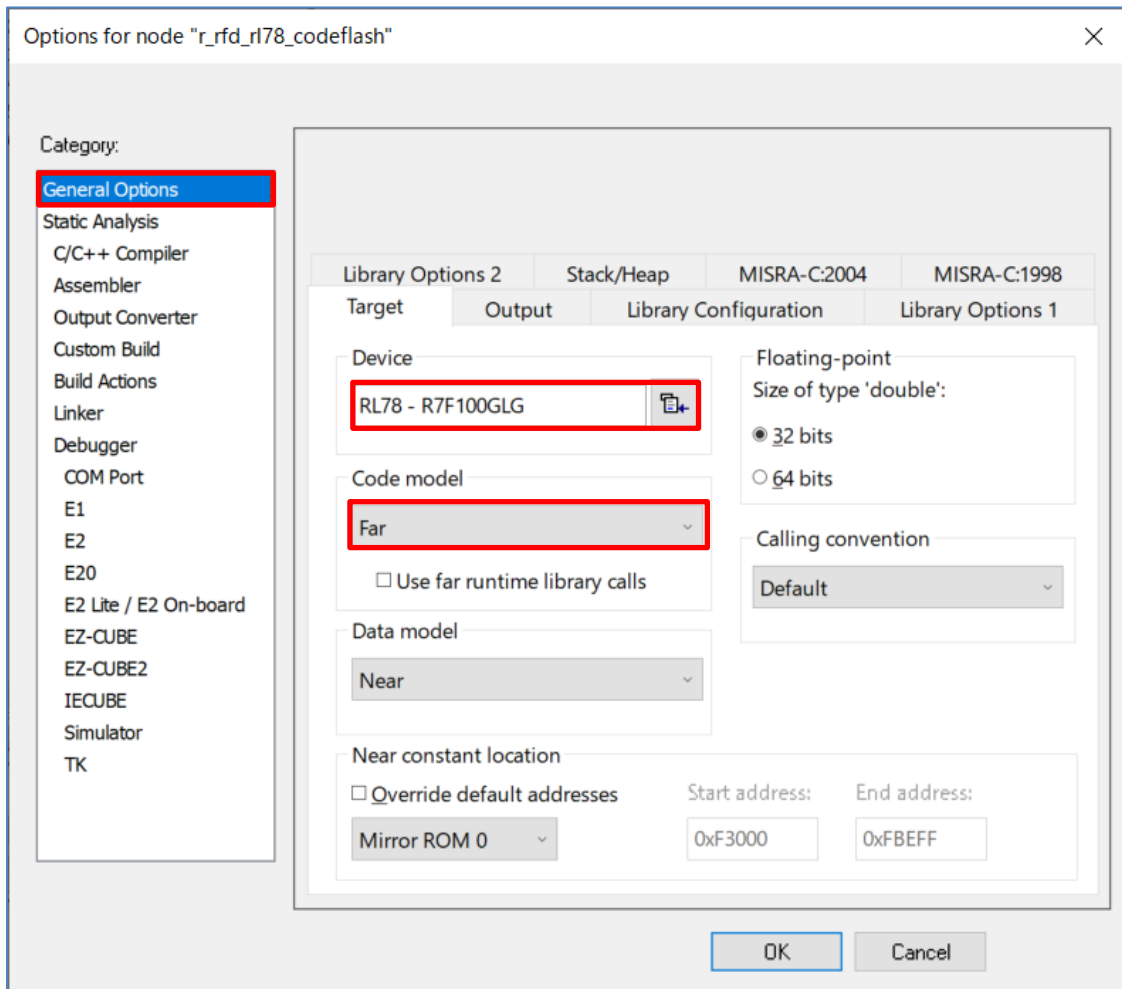 Options for node "r_rfd_rl78_codeflash"
Category:
General Options
Static Analysis
C/C++ Compiler
Assembler
Output Converter
Custom Build
Build Actions
Linker
Debugger
COM Port
E1
E2
E20
E2 Lite / E2 On-board
EZ-CUBE
EZ-CUBE2
IECUBE
Simulator
TK
Library Options 2 Stack/Heap MISRA-C:2004 MISRA-C:1998
Target Output Library Configuration Library Options 1
Device
RL78 - R7F100GLG
Code model
Far
Use far runtime library calls
Data model
Near
Floating-point
Size of type 'double':
32 bits
64 bits
Calling convention
Default
Near constant location
Override default addresses Start address: End address:
Mirror ROM 0 0xF3000 0xFBEFF
OK Cancel